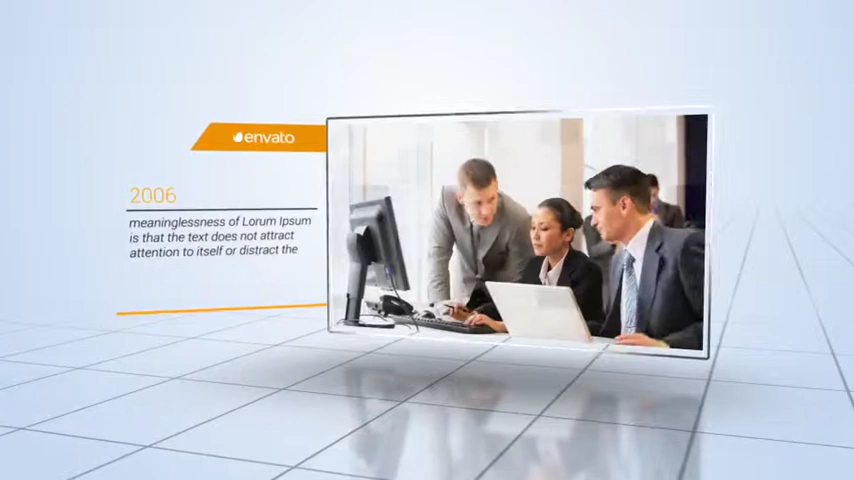 envato
2006
meaninglessness of Lorum Ipsum
is that the text does not attract
attention to itself or distract the